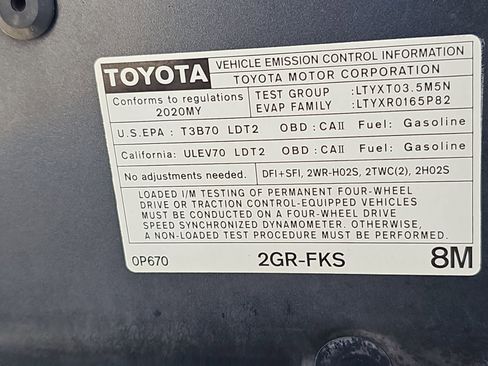 TOYOTA
VEHICLE EMISSION CONTROL INFORMATION
TOYOTA MOTOR CORPORATION
Conforms to regulations
2020MY
TEST GROUP :LTYXT03.5M5N
EVAP FAMILY :LTYXR0165P82
U.S.EPA : T3B70 LDT2 OBD : CAII Fuel: Gasoline
California: ULEV70 LDT2 OBD : CAII Fuel: Gasoline
No adjustments needed. DFI+SFI, 2WR-HO2S, 2TWC(2), 2HO2S
LOADED I/M TESTING OF PERMANENT FOUR-WHEEL
DRIVE OR TRACTION CONTROL-EQUIPPED VEHICLES
MUST BE CONDUCTED ON A FOUR-WHEEL DRIVE
SPEED SYNCHRONIZED DYNAMOMETER. OTHERWISE,
A NON-LOADED TEST PROCEDURE MUST BE PERFORMED.
0P670 2GR-FKS 8M